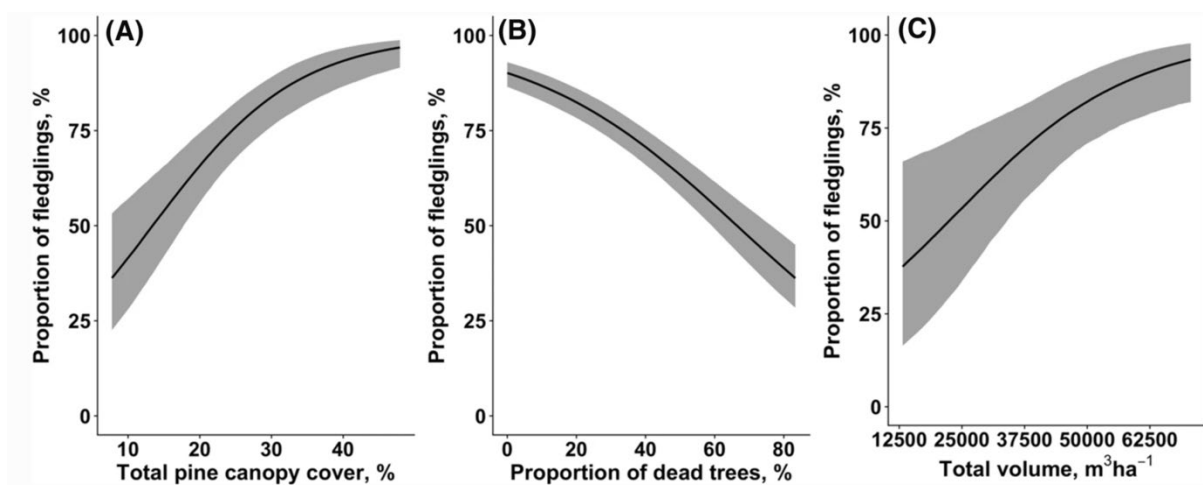 (A)
Proportion of fledglings, %
100
75
50
25
0
10 20 30 40
Total pine canopy cover, %
(B)
Proportion of fledglings, %
100
75
50
25
0
0 20 40 60 80
Proportion of dead trees, %
(C)
Proportion of fledglings, %
100
75
50
25
0
12500 25000 37500 50000 62500
Total volume, m³ha⁻¹